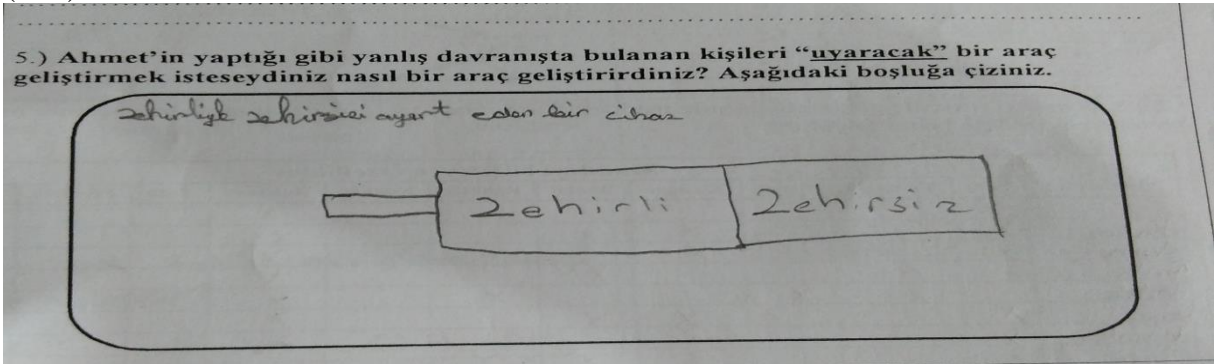 5.) Ahmet'in yaptığı gibi yanlış davranışta bulanan kişileri "uyaracak" bir araç
geliştirmek isteseydiniz nasıl bir araç geliştirirdiniz? Aşağıdaki boşluğa çiziniz.
zehirliyle zehirsizi ayırt eden bir cihaz
Zehirli Zehirsiz